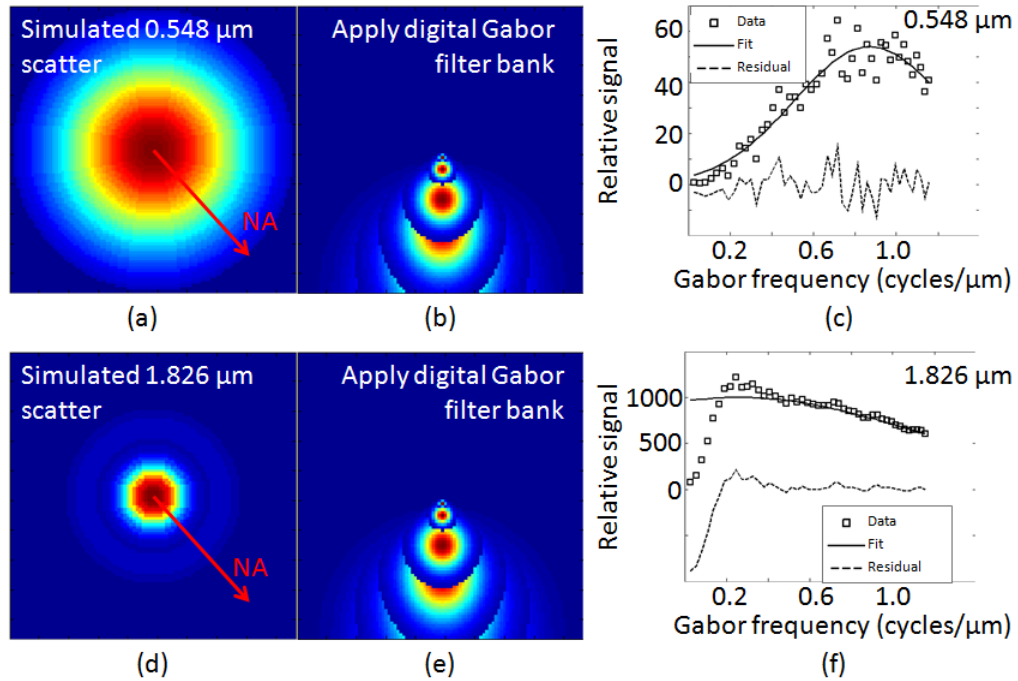 Simulated 0.548 µm
scatter
NA
(a)
Apply digital Gabor
filter bank
(b)
0.548 µm
Data
Fit
Residual
60
40
20
0
Relative signal
0.2
0.6
1.0
Gabor frequency (cycles/µm)
(c)
Simulated 1.826 µm
scatter
NA
(d)
Apply digital Gabor
filter bank
(e)
1.826 µm
1000
500
0
Relative signal
Data
Fit
Residual
0.2
0.6
1.0
Gabor frequency (cycles/µm)
(f)